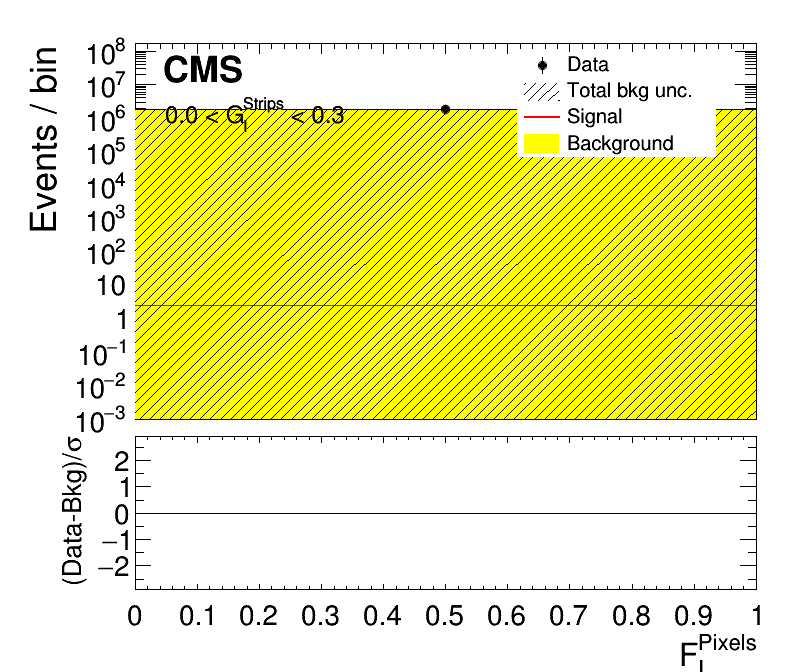 CMS
0.0 < G_I^Strips < 0.3
Data
Total bkg unc.
Signal
Background
Events / bin
10^8
10^7
10^6
10^5
10^4
10^3
10^2
10
1
10^−1
10^−2
10^−3
(Data-Bkg)/σ
2
1
0
−1
−2
0 0.1 0.2 0.3 0.4 0.5 0.6 0.7 0.8 0.9 1
F_I^Pixels